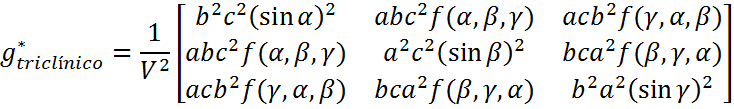 g*triclínico = 1/V² [ b²c²(sin α)² abc²f(α,β,γ) acb²f(γ,α,β)
abc²f(α,β,γ) a²c²(sin β)² bca²f(β,γ,α)
acb²f(γ,α,β) bca²f(β,γ,α) b²a²(sin γ)² ]